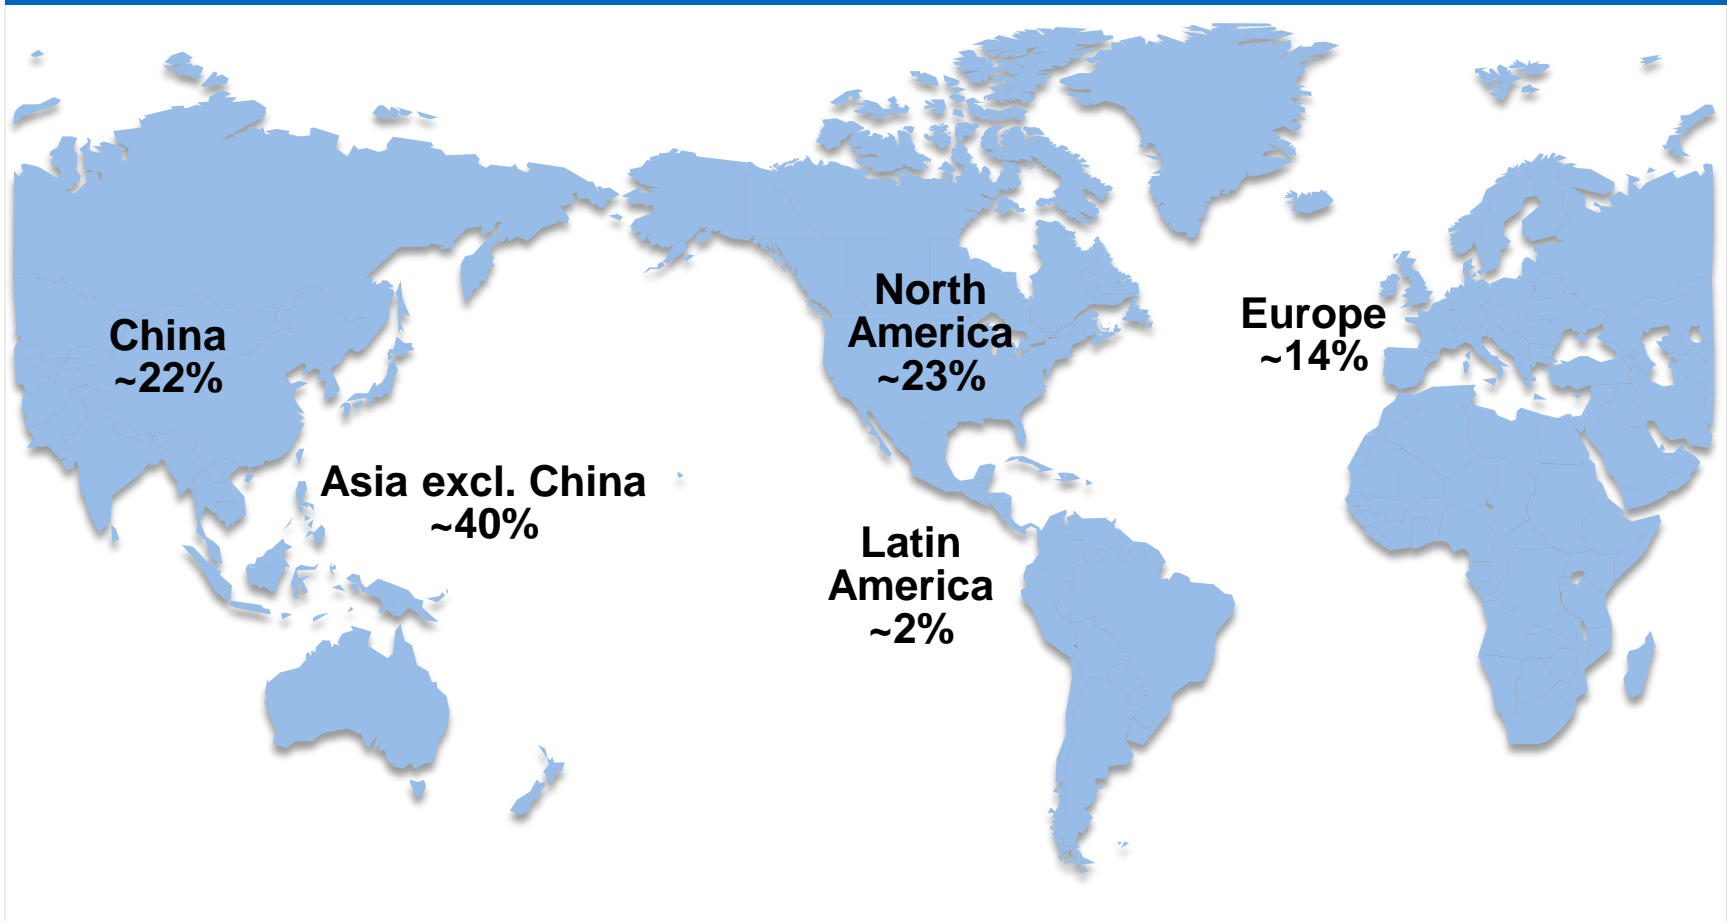 China
~22%
Asia excl. China
~40%
North
America
~23%
Latin
America
~2%
Europe
~14%